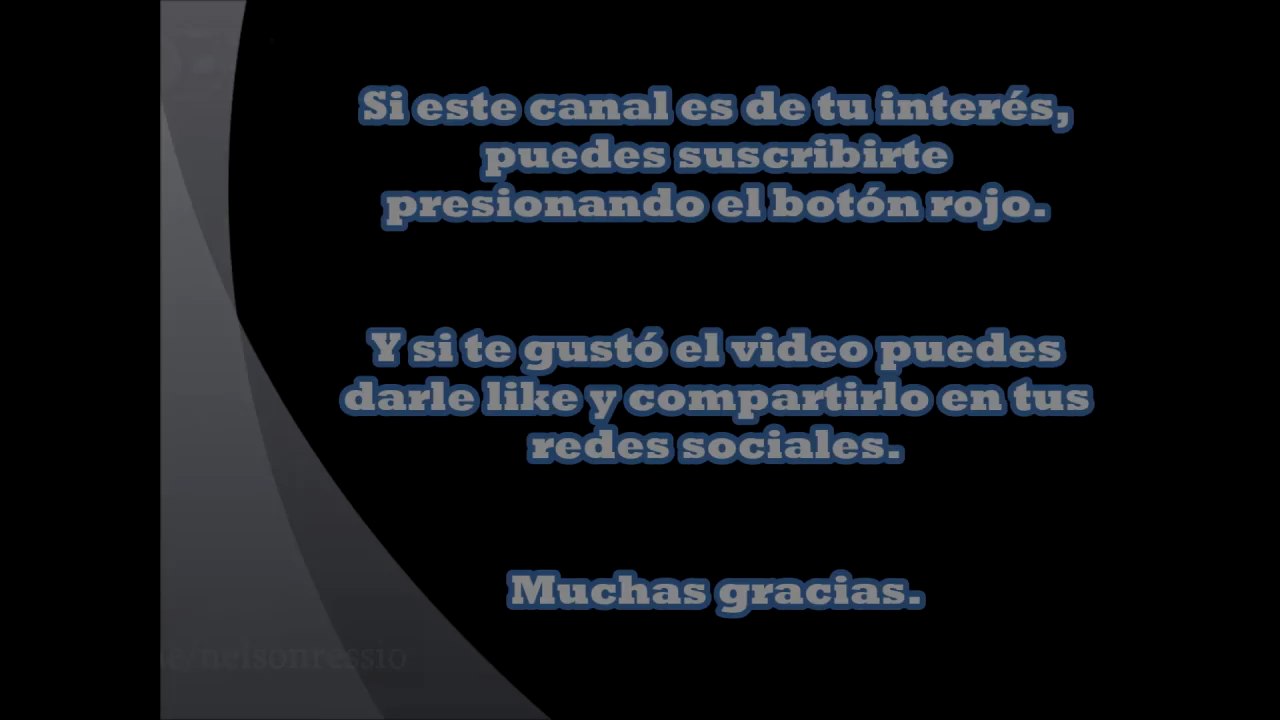 Si este canal es de tu interés,
puedes suscribirte
presionando el botón rojo.
Y si te gustó el video puedes
darle like y compartirlo en tus
redes sociales.
Muchas gracias.
e/nelsonressio